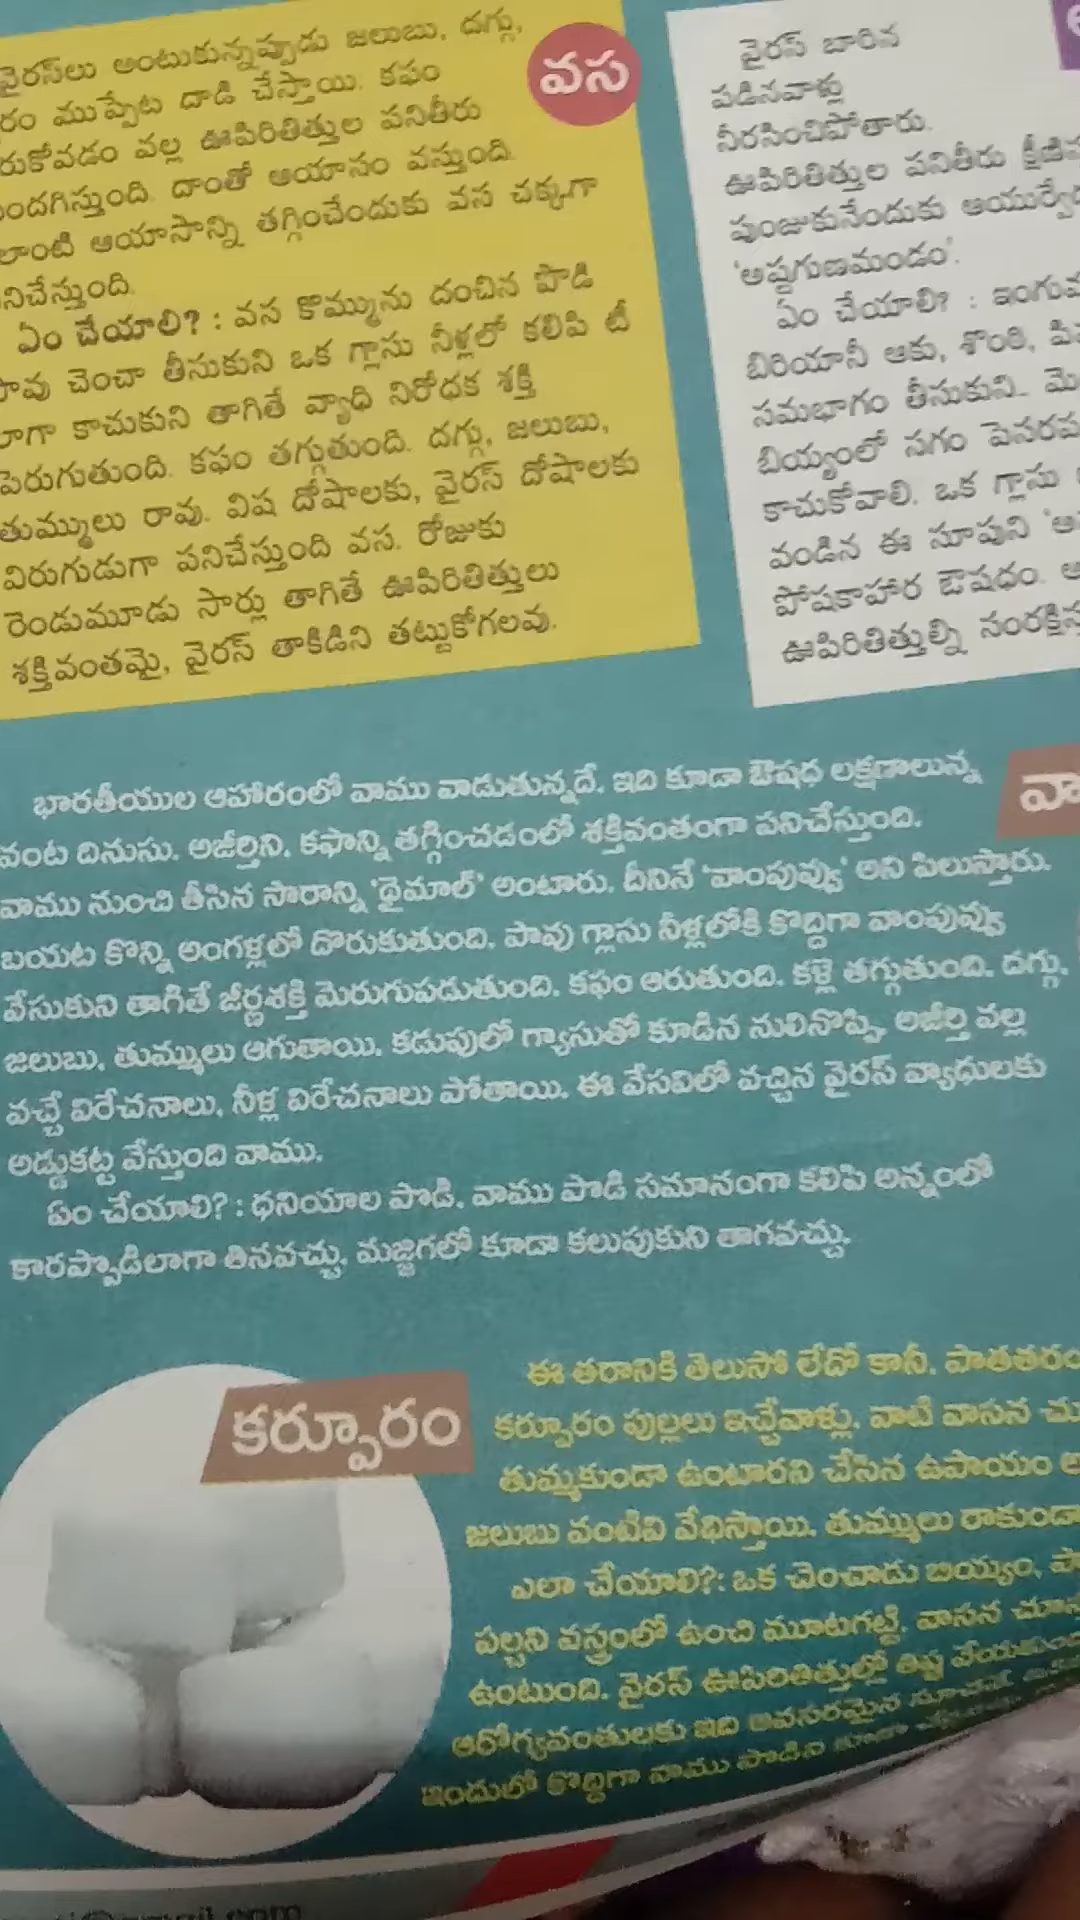 వైరస్‌లు అంటుకున్నప్పుడు జలుబు, దగ్గు,
ముప్పేట దాడి చేస్తాయి. కఫం
వల్ల ఊపిరితిత్తుల పనితీరు
దాంతో ఆయాసం వస్తుంది.
ఆయాసాన్ని తగ్గించేందుకు వస చక్కగా
వస
ఏం చేయాలి? : వస కొమ్మును దంచిన పొడి
చెంచా తీసుకుని ఒక గ్లాసు నీళ్లలో కలిపి టీ
కాచుకుని తాగితే వ్యాధి నిరోధక శక్తి
పెరుగుతుంది. కఫం తగ్గుతుంది. దగ్గు, జలుబు,
తుమ్ములు రావు. విష దోషాలకు, వైరస్ దోషాలకు
విరుగుడుగా పనిచేస్తుంది వస. రోజుకు
రెండుమూడు సార్లు తాగితే ఊపిరితిత్తులు
శక్తివంతమై, వైరస్ తాకిడిని తట్టుకోగలవు.
వైరస్ బారిన
పడినవాళ్లు
నీరసించిపోతారు.
ఊపిరితిత్తుల పనితీరు
పుంజుకునేందుకు
'అష్టగుణమండం'.
ఏం చేయాలి? :
బిరియానీ ఆకు, శొంఠి,
సమభాగం తీసుకుని..
బియ్యంలో సగం
కాచుకోవాలి. ఒక గ్లాసు
వండిన ఈ సూపుని
పోషకాహార ఔషధం.
ఊపిరితిత్తుల్ని
భారతీయుల ఆహారంలో వాము వాడుతున్నదే. ఇది కూడా ఔషధ లక్షణాలున్న
వంట దినుసు. అజీర్తిని, కఫాన్ని తగ్గించడంలో శక్తివంతంగా పనిచేస్తుంది.
వాము నుంచి తీసిన సారాన్ని 'థైమాల్' అంటారు. దీనినే 'వాంపువ్వు' అని పిలుస్తారు.
బయట కొన్ని అంగళ్లలో దొరుకుతుంది. పావు గ్లాసు నీళ్లలోకి కొద్దిగా వాంపువ్వు
వేసుకుని తాగితే జీర్ణశక్తి మెరుగుపడుతుంది. కఫం ఆరుతుంది. కళ్లె తగ్గుతుంది. దగ్గు,
జలుబు, తుమ్ములు ఆగుతాయి. కడుపులో గ్యాసుతో కూడిన నులినొప్పి, అజీర్తి వల్ల
వచ్చే విరేచనాలు, నీళ్ల విరేచనాలు పోతాయి. ఈ వేసవిలో వచ్చిన వైరస్ వ్యాధులకు
అడ్డుకట్ట వేస్తుంది వాము.
ఏం చేయాలి? : ధనియాల పొడి, వాము పొడి సమానంగా కలిపి అన్నంలో
కారప్పొడిలాగా తినవచ్చు, మజ్జిగలో కూడా కలుపుకుని తాగవచ్చు.
కర్పూరం
ఈ తరానికి తెలుసో లేదో కానీ,
కర్పూరం పుల్లలు ఇచ్చేవాళ్లు. వాటి వాసన
తుమ్మకుండా ఉంటారని చేసిన ఉపాయం
జలుబు వంటివి వేధిస్తాయి. తుమ్ములు రాకుండా
ఎలా చేయాలి?: ఒక చెంచాడు బియ్యం,
పల్చని వస్త్రంలో ఉంచి మూటగట్టి, వాసన
ఉంటుంది. వైరస్ ఊపిరితిత్తుల్లో తిష్ట
ఆరోగ్యవంతులకు ఇది అవసరమైన
ఇందులో కొద్దిగా వాము పొడిని